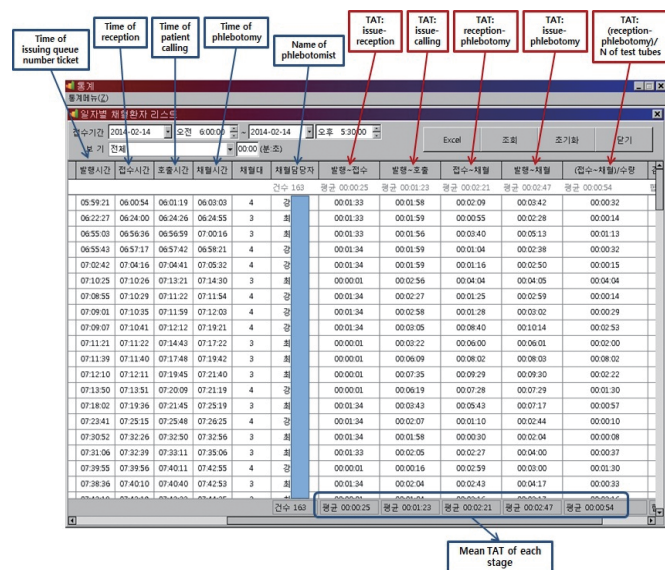 Time of issuing queue number ticket
Time of reception
Time of patient calling
Time of phlebotomy
Name of phlebotomist
TAT: issue-reception
TAT: issue-calling
TAT: reception-phlebotomy
TAT: issue-phlebotomy
TAT: (reception-phlebotomy)/ N of test tubes
통계
통계메뉴(Z)
일자별 채혈환자 리스트
접수기간 2014-02-14 오전 6:00:00 ~ 2014-02-14 오후 5:30:00
보 기 전체 00:00 (분:초) Excel 조회 초기화 닫기
발행시간 접수시간 호출시간 채혈시간 채혈대 채혈담당자 발행~접수 발행~호출 접수~채혈 발행~채혈 (접수~채혈)/수량
건수 163 평균 00:00:25 평균 00:01:23 평균 00:02:21 평균 00:02:47 평균 00:00:54
05:59:21 06:00:54 06:01:19 06:03:03 4 강 00:01:33 00:01:58 00:02:09 00:03:42 00:00:32
06:22:27 06:24:00 06:24:26 06:24:55 3 최 00:01:33 00:01:59 00:00:55 00:02:28 00:00:14
06:55:03 06:56:36 06:56:59 07:00:16 3 최 00:01:33 00:01:56 00:03:40 00:05:13 00:01:13
06:55:43 06:57:17 06:57:42 06:58:21 4 강 00:01:34 00:01:59 00:01:04 00:02:38 00:00:32
07:02:42 07:04:16 07:04:41 07:05:32 4 강 00:01:34 00:01:59 00:01:16 00:02:50 00:00:15
07:10:25 07:10:26 07:13:21 07:14:30 3 최 00:00:01 00:02:56 00:04:04 00:04:05 00:04:04
07:08:55 07:10:29 07:11:22 07:11:54 4 강 00:01:34 00:02:27 00:01:25 00:02:59 00:00:14
07:09:01 07:10:35 07:11:59 07:12:03 4 강 00:01:34 00:02:58 00:01:28 00:03:02 00:00:29
07:09:07 07:10:41 07:12:12 07:19:21 4 강 00:01:34 00:03:05 00:08:40 00:10:14 00:02:53
07:11:21 07:11:22 07:14:43 07:17:22 3 최 00:00:01 00:03:22 00:06:00 00:06:01 00:02:00
07:11:39 07:11:40 07:17:48 07:19:42 3 최 00:00:01 00:06:09 00:08:02 00:08:03 00:08:02
07:12:10 07:12:11 07:19:45 07:21:40 3 최 00:00:01 00:07:35 00:09:29 00:09:30 00:02:22
07:13:50 07:13:51 07:20:09 07:21:19 4 강 00:00:01 00:06:19 00:07:28 00:07:29 00:01:30
07:18:02 07:19:36 07:21:45 07:25:19 3 최 00:01:34 00:03:43 00:05:43 00:07:17 00:00:57
07:23:41 07:25:15 07:25:48 07:26:25 4 강 00:01:34 00:02:07 00:01:10 00:02:44 00:00:10
07:30:52 07:32:26 07:32:50 07:32:56 3 최 00:01:34 00:01:58 00:00:30 00:02:04 00:00:08
07:31:06 07:32:39 07:33:11 07:35:06 3 최 00:01:33 00:02:05 00:02:27 00:04:00 00:00:37
07:39:55 07:39:56 07:40:11 07:42:55 4 강 00:00:01 00:00:16 00:02:59 00:03:00 00:01:30
07:38:36 07:40:10 07:40:40 07:42:53 3 최 00:01:34 00:02:04 00:02:43 00:04:17 00:00:33
건수 163 평균 00:00:25 평균 00:01:23 평균 00:02:21 평균 00:02:47 평균 00:00:54
Mean TAT of each stage